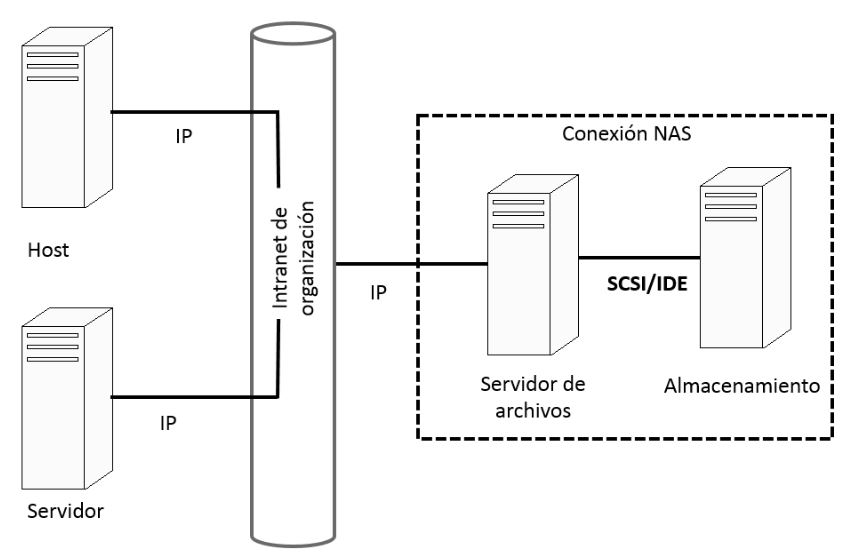 IP
Host
Intranet de
organización
IP
Servidor
IP
Conexión NAS
SCSI/IDE
Servidor de
archivos
Almacenamiento